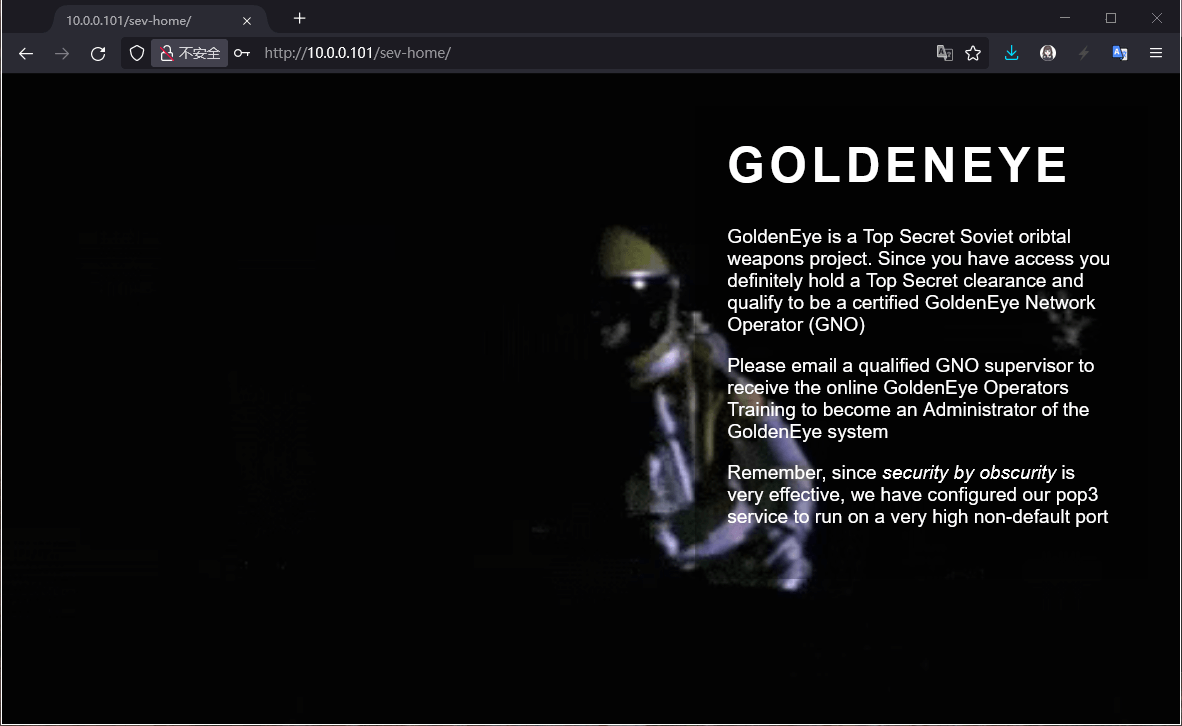 10.0.0.101/sev-home/
不安全
http://10.0.0.101/sev-home/
GOLDENEYE
GoldenEye is a Top Secret Soviet oribtal
weapons project. Since you have access you
definitely hold a Top Secret clearance and
qualify to be a certified GoldenEye Network
Operator (GNO)
Please email a qualified GNO supervisor to
receive the online GoldenEye Operators
Training to become an Administrator of the
GoldenEye system
Remember, since security by obscurity is
very effective, we have configured our pop3
service to run on a very high non-default port